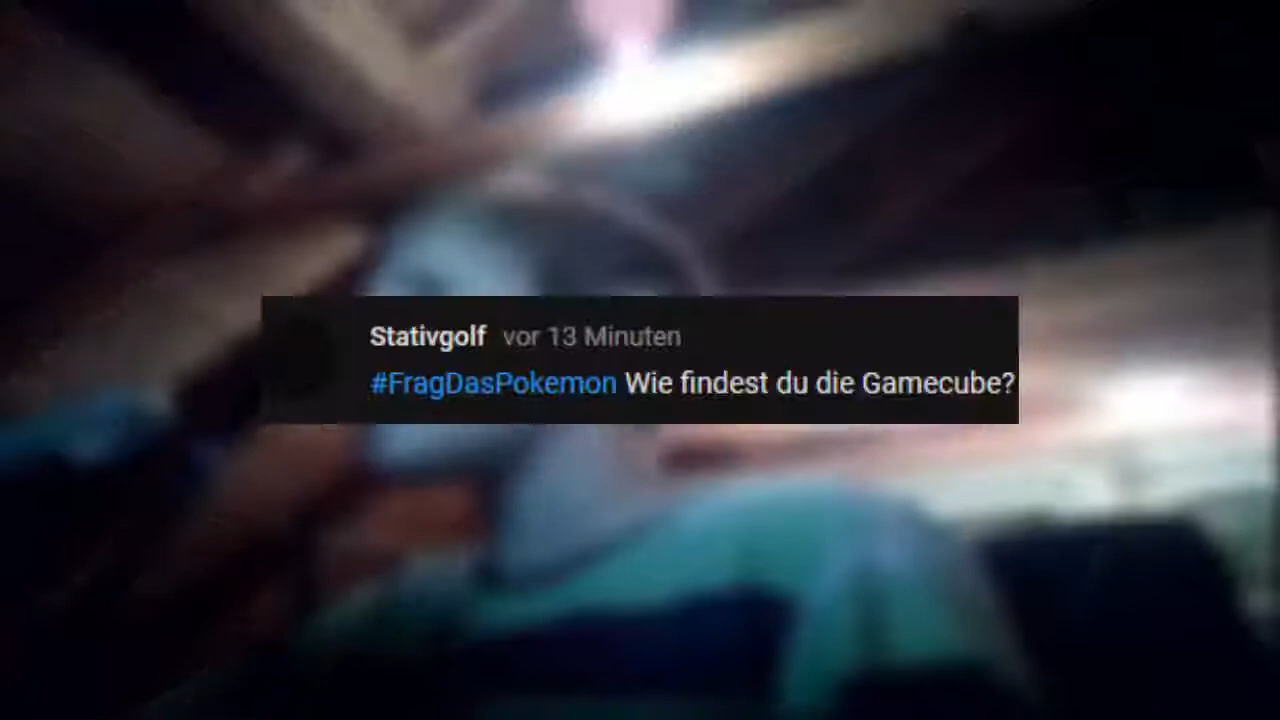 Stativgolf vor 13 Minuten
#FragDasPokemon Wie findest du die Gamecube?